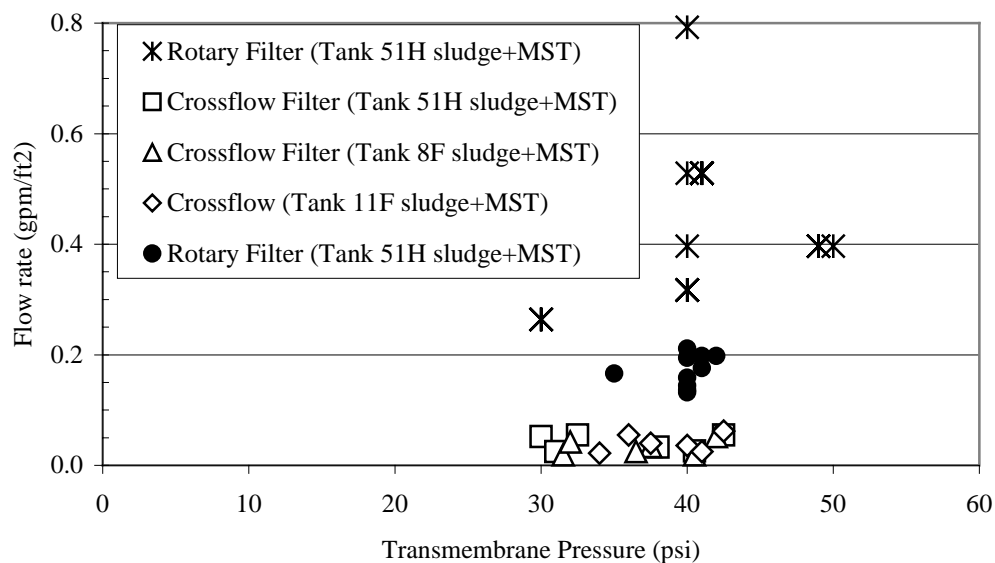 0.8
0.6
0.4
0.2
0.0
Flow rate (gpm/ft2)
Rotary Filter (Tank 51H sludge+MST)
Crossflow Filter (Tank 51H sludge+MST)
Crossflow Filter (Tank 8F sludge+MST)
Crossflow (Tank 11F sludge+MST)
Rotary Filter (Tank 51H sludge+MST)
0 10 20 30 40 50 60
Transmembrane Pressure (psi)